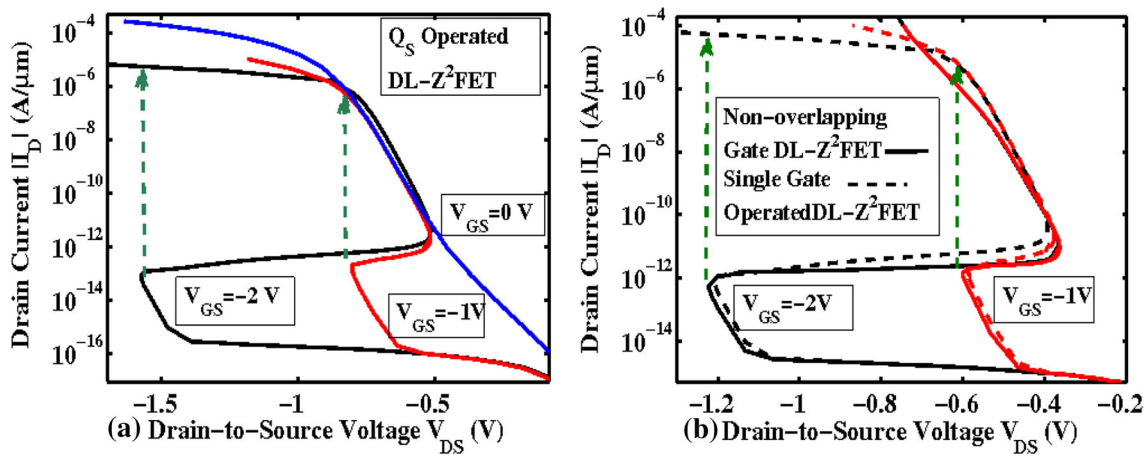 Drain Current |I_D| (A/μm)
10^−4
10^−6
10^−8
10^−10
10^−12
10^−14
10^−16
Q_S Operated
DL−Z^2FET
V_GS=0 V
V_GS=−2 V
V_GS=−1V
−1.5
−1
−0.5
(a) Drain−to−Source Voltage V_DS (V)
Drain Current |I_D| (A/μm)
10^−4
10^−6
10^−8
10^−10
10^−12
10^−14
Non−overlapping
Gate DL−Z^2FET
Single Gate
OperatedDL−Z^2FET
V_GS=−2V
V_GS=−1V
−1.2
−1
−0.8
−0.6
−0.4
−0.2
(b) Drain−to−Source Voltage V_DS (V)